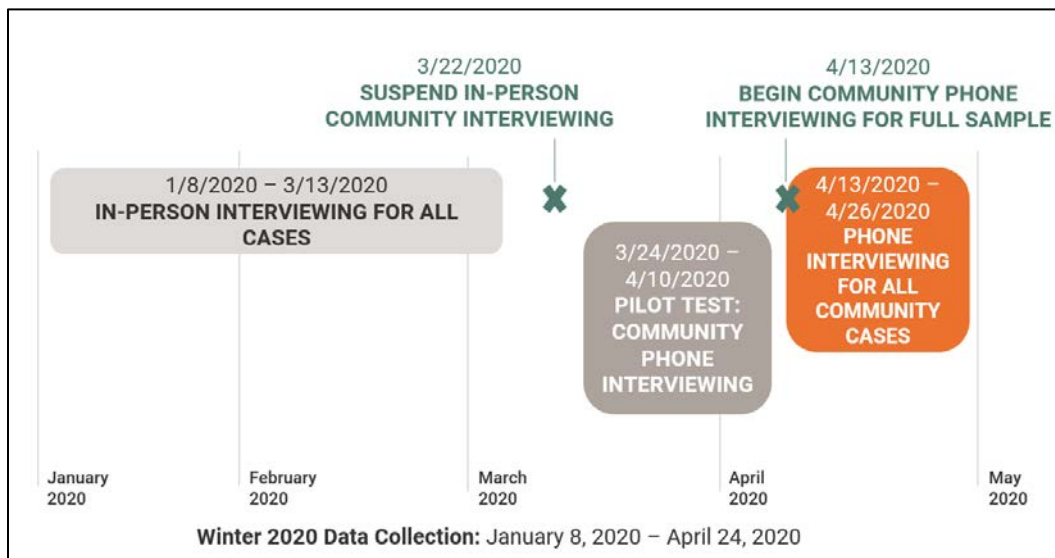 3/22/2020
SUSPEND IN-PERSON
COMMUNITY INTERVIEWING
4/13/2020
BEGIN COMMUNITY PHONE
INTERVIEWING FOR FULL SAMPLE
1/8/2020 – 3/13/2020
IN-PERSON INTERVIEWING FOR ALL
CASES
3/24/2020 –
4/10/2020
PILOT TEST:
COMMUNITY
PHONE
INTERVIEWING
4/13/2020 –
4/26/2020
PHONE
INTERVIEWING
FOR ALL
COMMUNITY
CASES
January
2020
February
2020
March
2020
April
2020
May
2020
Winter 2020 Data Collection: January 8, 2020 – April 24, 2020